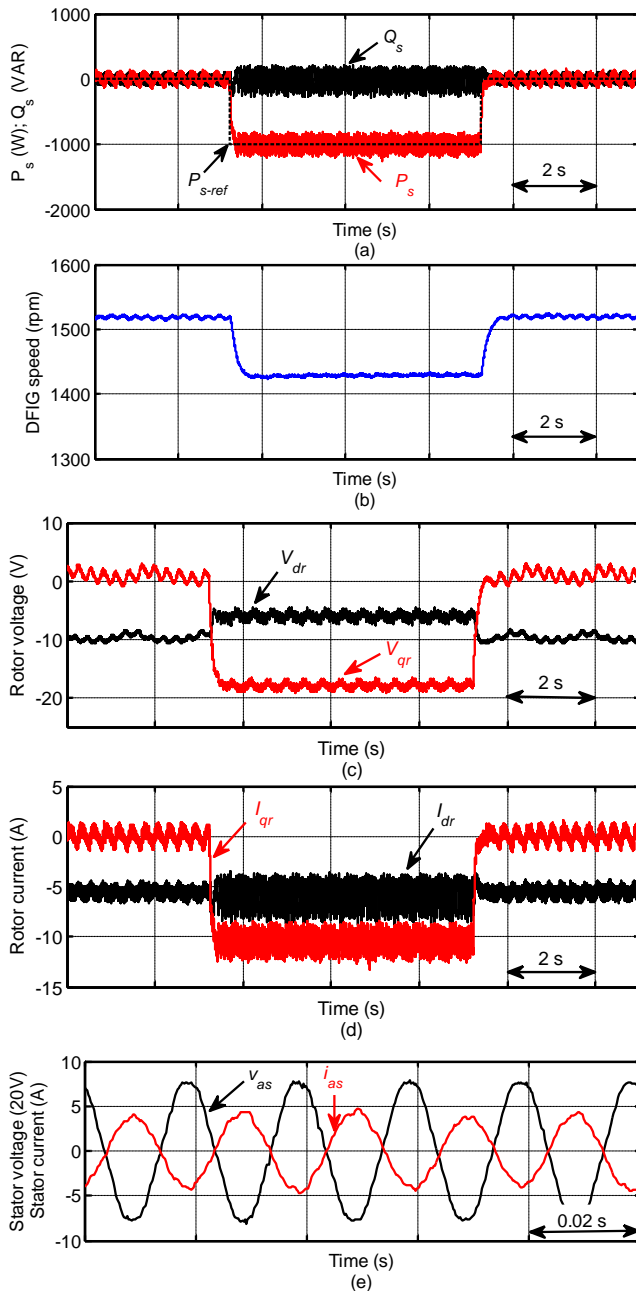 1000
0
-1000
-2000
P_s (W); Q_s (VAR)
Q_s
P_s-ref
P_s
2 s
Time (s)
(a)
1600
1500
1400
1300
DFIG speed (rpm)
2 s
Time (s)
(b)
10
0
-10
-20
Rotor voltage (V)
V_dr
V_qr
2 s
Time (s)
(c)
5
0
-5
-10
-15
Rotor current (A)
I_qr
I_dr
2 s
Time (s)
(d)
10
5
0
-5
-10
Stator voltage (20V)
Stator current (A)
v_as
i_as
0.02 s
Time (s)
(e)